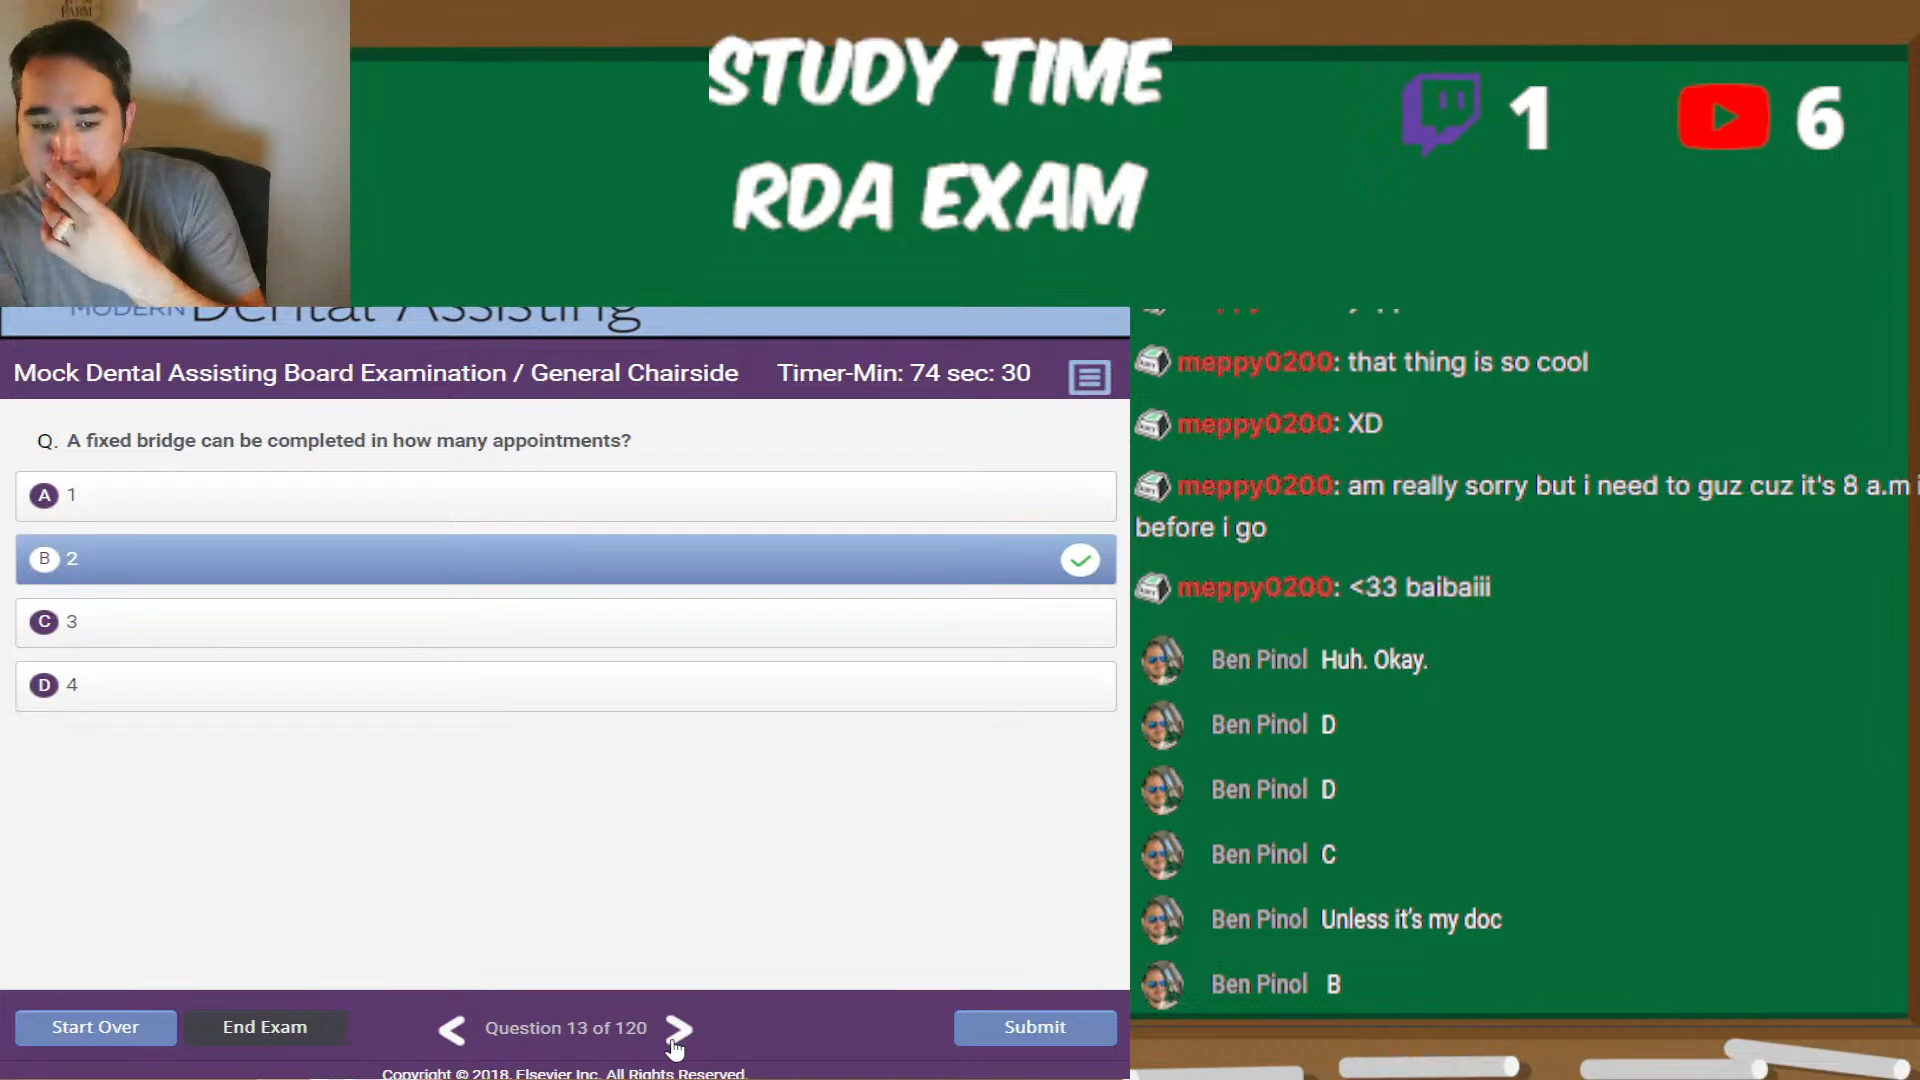 FARM
STUDY TIME
RDA EXAM
1
6
MODERN Dental Assisting
Mock Dental Assisting Board Examination / General Chairside
Timer-Min: 74 sec: 30
Q. A fixed bridge can be completed in how many appointments?
A 1
B 2
C 3
D 4
Start Over
End Exam
Question 13 of 120
Submit
Copyright © 2018, Elsevier Inc. All Rights Reserved.
meppy0200: that thing is so cool
meppy0200: XD
meppy0200: am really sorry but i need to guz cuz it's 8 a.m i
before i go
meppy0200: <33 baibaiii
Ben Pinol Huh. Okay.
Ben Pinol D
Ben Pinol D
Ben Pinol C
Ben Pinol Unless it's my doc
Ben Pinol B